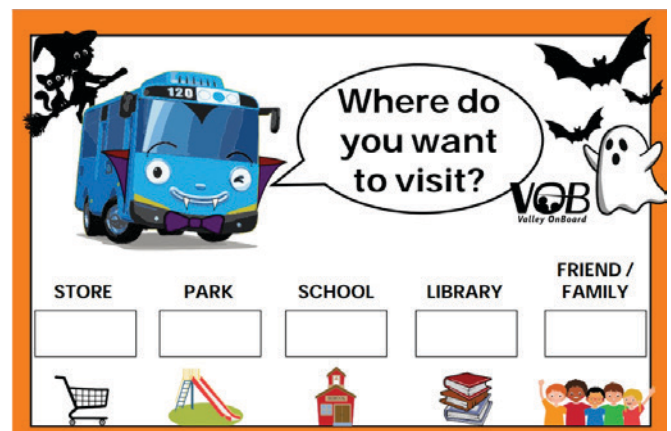 120
Where do
you want
to visit?
VOB
Valley OnBoard
STORE
PARK
SCHOOL
LIBRARY
FRIEND /
FAMILY